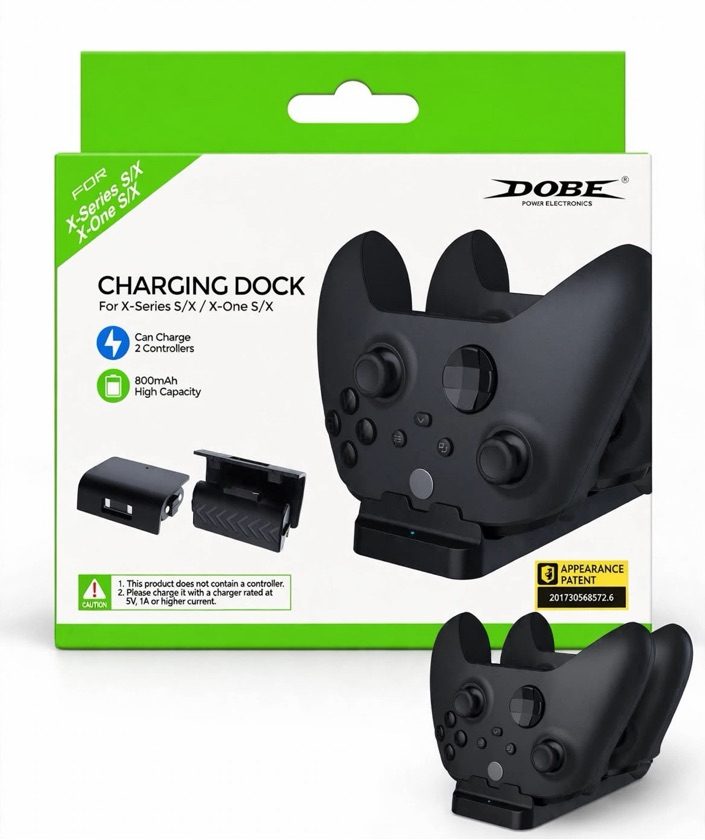 FOR
X-Series S/X
X-One S/X
DOBE®
POWER ELECTRONICS
CHARGING DOCK
For X-Series S/X / X-One S/X
Can Charge
2 Controllers
800mAh
High Capacity
CAUTION
1. This product does not contain a controller.
2. Please charge it with a charger rated at
5V, 1A or higher current.
APPEARANCE
PATENT
201730568572.6